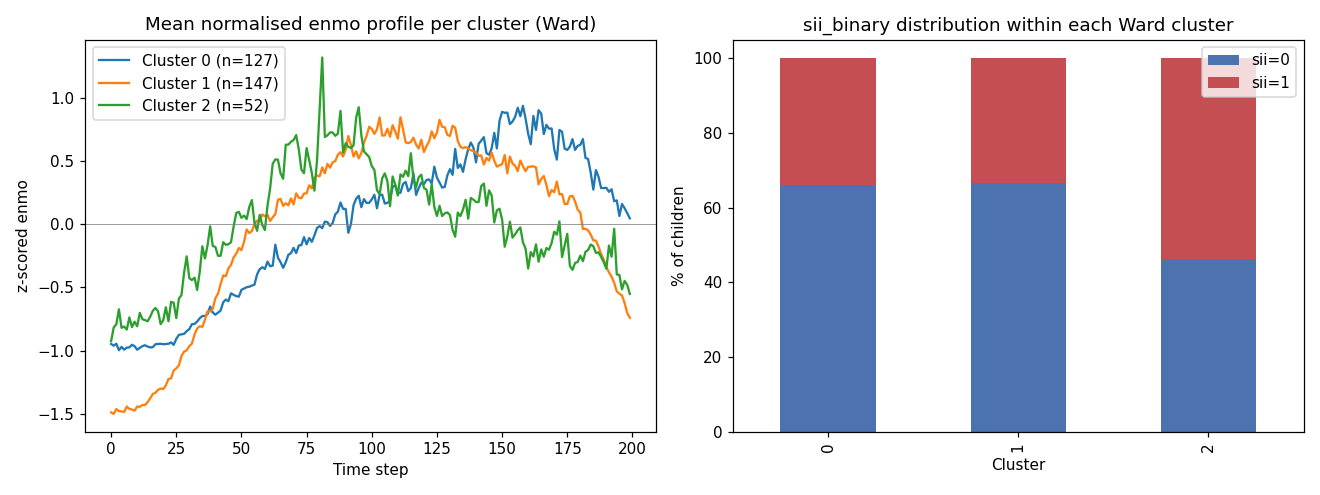 Mean normalised enmo profile per cluster (Ward)
Cluster 0 (n=127)
Cluster 1 (n=147)
Cluster 2 (n=52)
z-scored enmo
1.0
0.5
0.0
−0.5
−1.0
−1.5
0 25 50 75 100 125 150 175 200
Time step
sii_binary distribution within each Ward cluster
sii=0
sii=1
% of children
100
80
60
40
20
0
0 1 2
Cluster